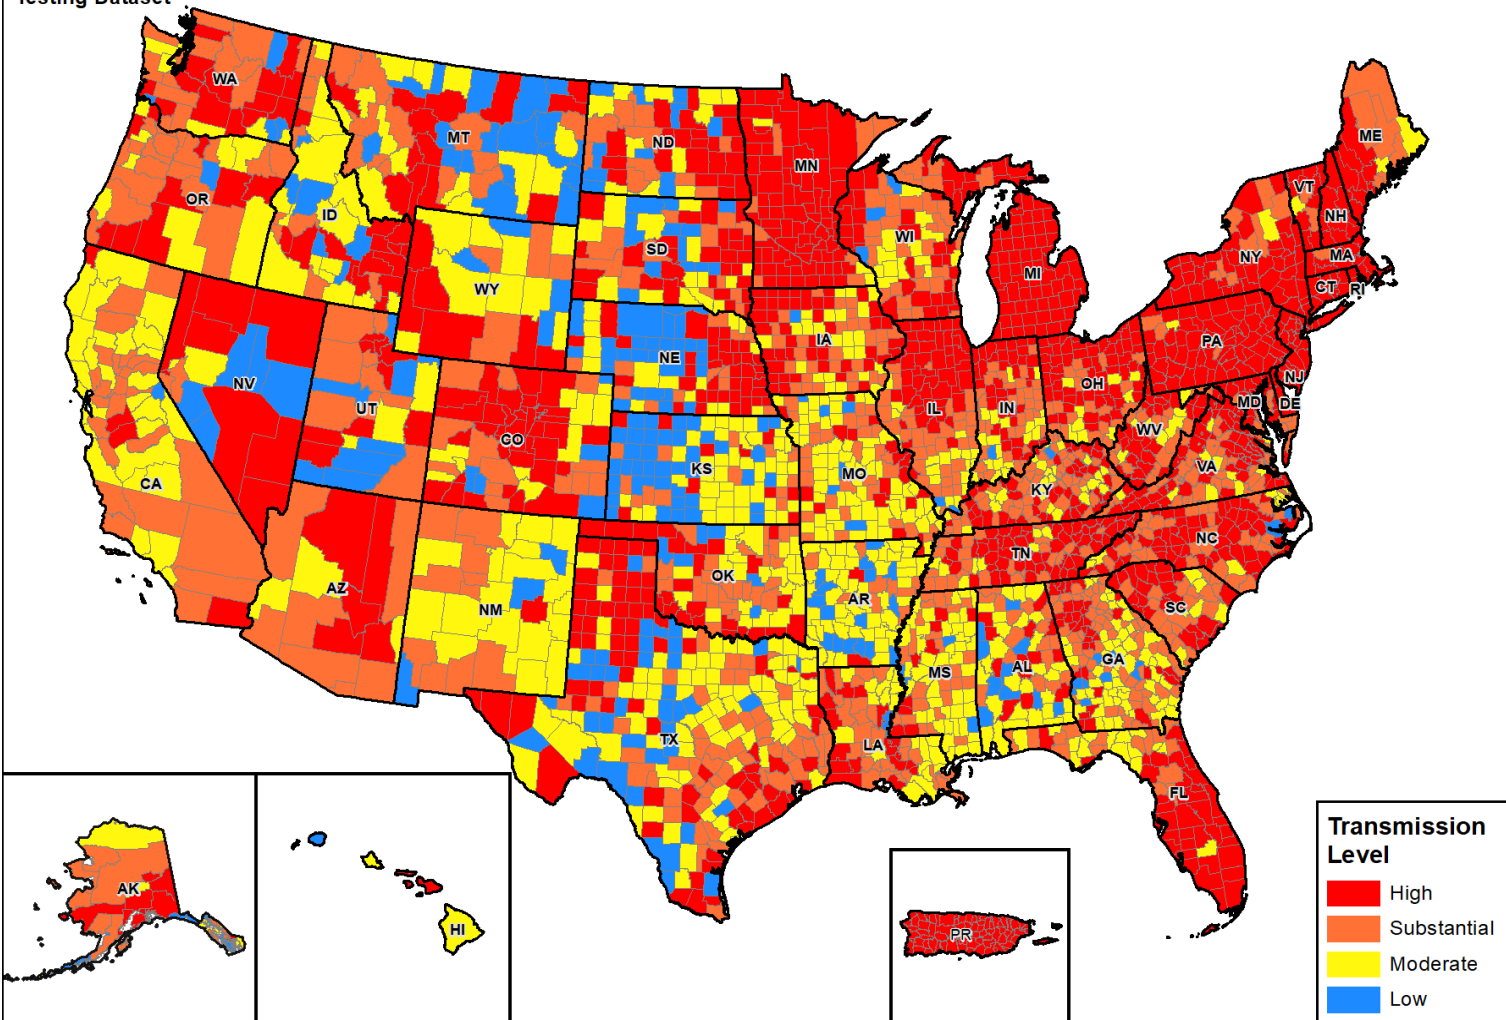 Testing Dataset
WA
MT
ND
MN
ME
OR
ID
SD
WI
VT
NH
NY
MA
MI
CT
RI
WY
IA
NE
PA
NV
UT
OH
NJ
IL
IN
MD
DE
CO
WV
KS
MO
VA
CA
KY
NC
TN
OK
AZ
NM
AR
SC
MS
AL
GA
TX
LA
FL
AK
HI
PR
Transmission
Level
High
Substantial
Moderate
Low